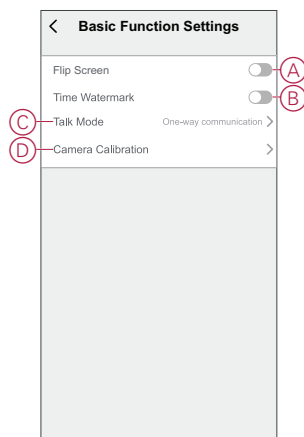 Basic Function Settings
Flip Screen A
Time Watermark B
C Talk Mode One-way communication
D Camera Calibration